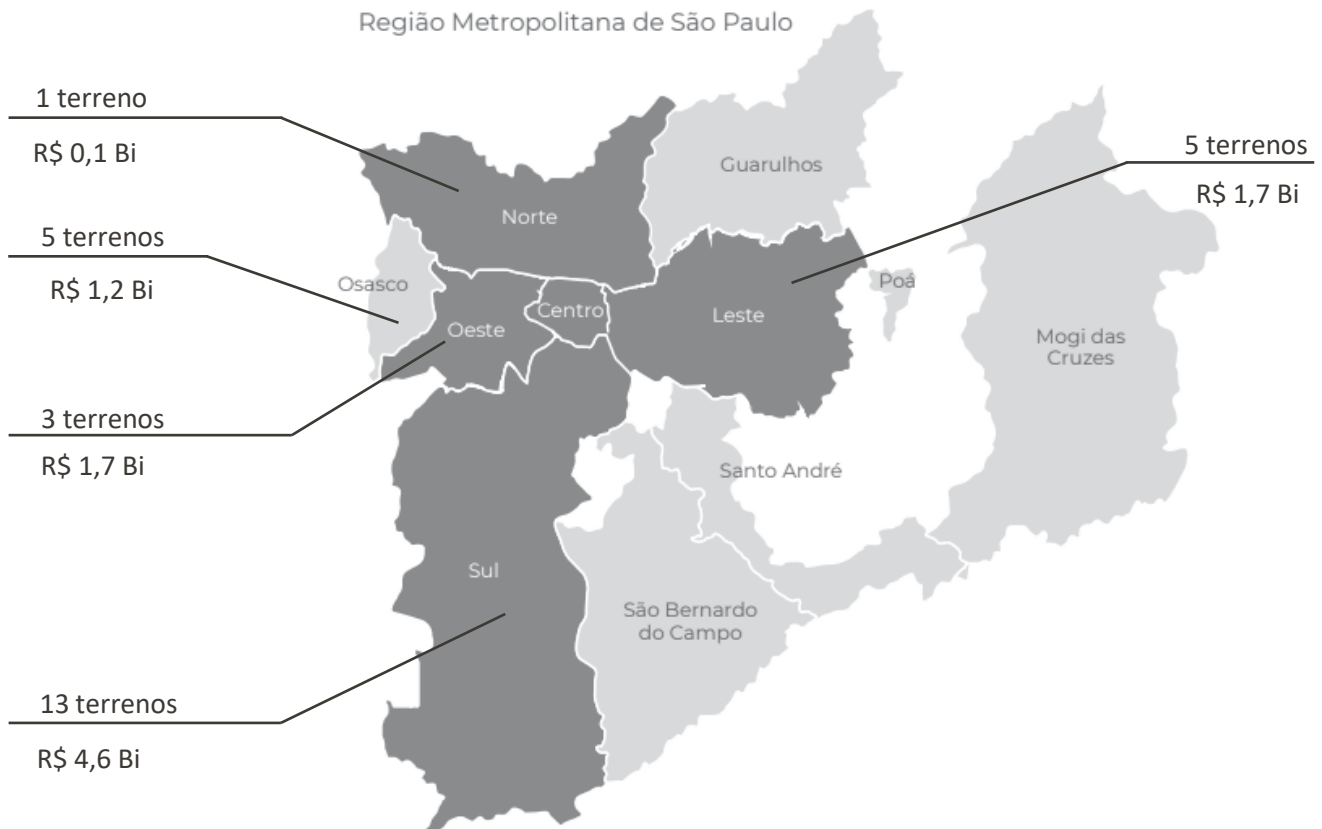 Região Metropolitana de São Paulo
1 terreno
R$ 0,1 Bi
5 terrenos
R$ 1,7 Bi
Guarulhos
Norte
5 terrenos
R$ 1,2 Bi
Osasco
Oeste
Centro
Leste
Poá
Mogi das
Cruzes
3 terrenos
R$ 1,7 Bi
Santo André
Sul
São Bernardo
do Campo
13 terrenos
R$ 4,6 Bi